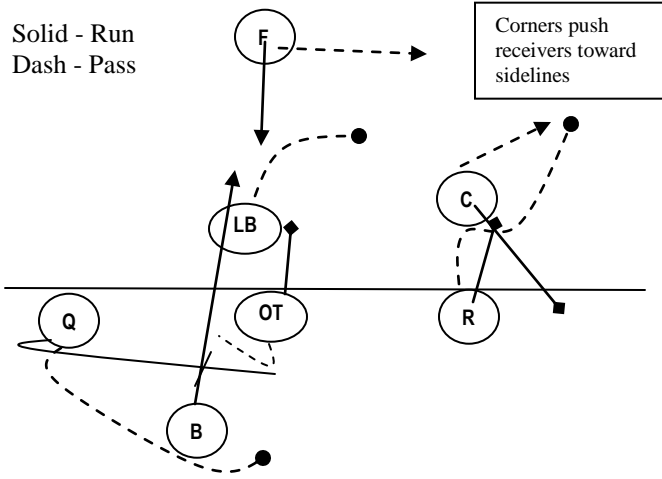 Solid - Run
Dash - Pass
F
Corners push
receivers toward
sidelines
C
LB
Q
OT
R
B